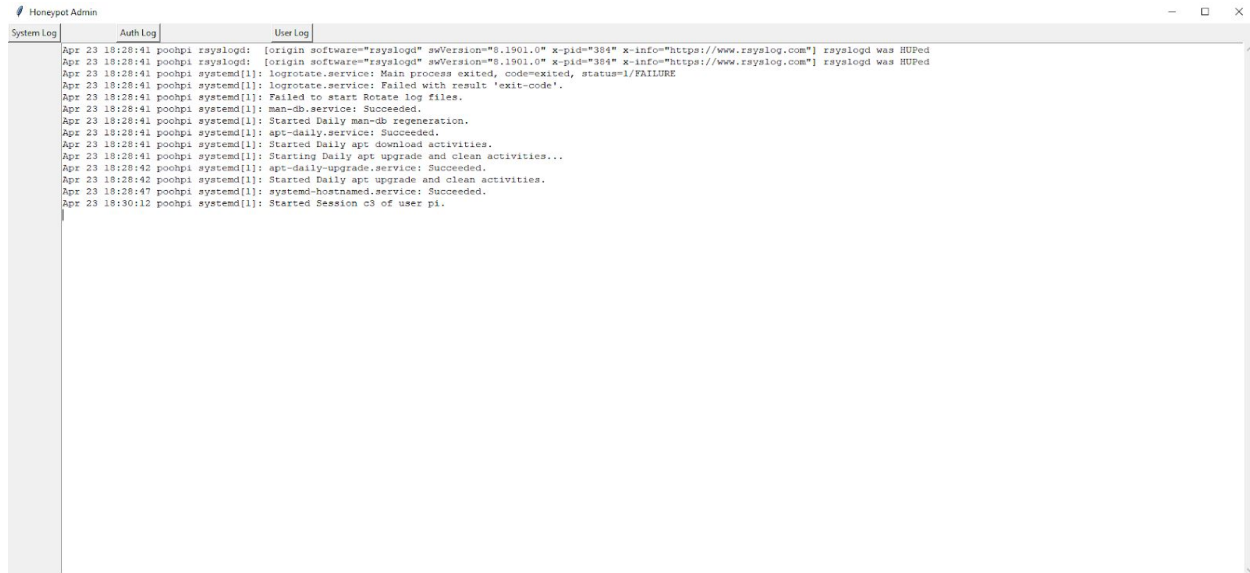 Honeypot Admin
System Log Auth Log User Log
Apr 23 18:28:41 poohpi rsyslogd:  [origin software="rsyslogd" swVersion="8.1901.0" x-pid="384" x-info="https://www.rsyslog.com"] rsyslogd was HUPed
Apr 23 18:28:41 poohpi rsyslogd:  [origin software="rsyslogd" swVersion="8.1901.0" x-pid="384" x-info="https://www.rsyslog.com"] rsyslogd was HUPed
Apr 23 18:28:41 poohpi systemd[1]: logrotate.service: Main process exited, code=exited, status=1/FAILURE
Apr 23 18:28:41 poohpi systemd[1]: logrotate.service: Failed with result 'exit-code'.
Apr 23 18:28:41 poohpi systemd[1]: Failed to start Rotate log files.
Apr 23 18:28:41 poohpi systemd[1]: man-db.service: Succeeded.
Apr 23 18:28:41 poohpi systemd[1]: Started Daily man-db regeneration.
Apr 23 18:28:41 poohpi systemd[1]: apt-daily.service: Succeeded.
Apr 23 18:28:41 poohpi systemd[1]: Started Daily apt download activities.
Apr 23 18:28:41 poohpi systemd[1]: Starting Daily apt upgrade and clean activities...
Apr 23 18:28:42 poohpi systemd[1]: apt-daily-upgrade.service: Succeeded.
Apr 23 18:28:42 poohpi systemd[1]: Started Daily apt upgrade and clean activities.
Apr 23 18:28:47 poohpi systemd[1]: systemd-hostnamed.service: Succeeded.
Apr 23 18:30:12 poohpi systemd[1]: Started Session c3 of user pi.